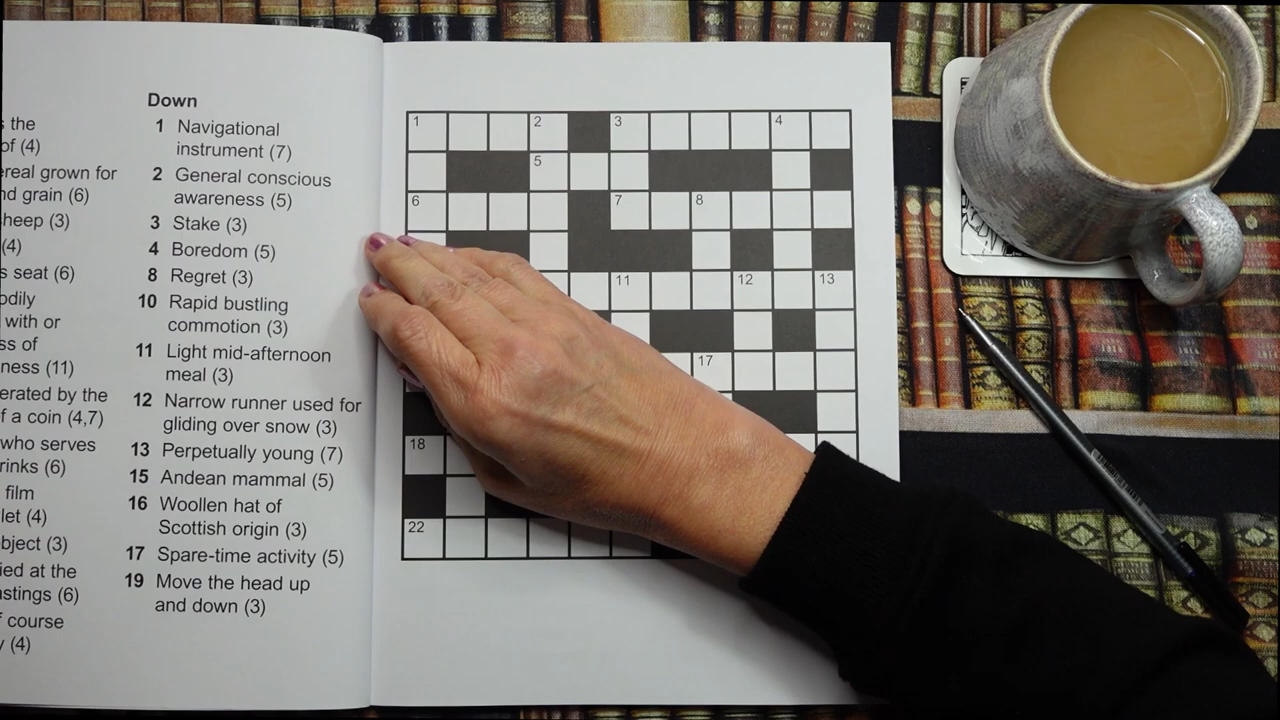 s the
of (4)
ereal grown for
nd grain (6)
sheep (3)
(4)
s seat (6)
odily
with or
ss of
ness (11)
erated by the
f a coin (4,7)
who serves
rinks (6)
film
let (4)
bject (3)
ied at the
astings (6)
f course
y (4)
Down
1 Navigational
instrument (7)
2 General conscious
awareness (5)
3 Stake (3)
4 Boredom (5)
8 Regret (3)
10 Rapid bustling
commotion (3)
11 Light mid-afternoon
meal (3)
12 Narrow runner used for
gliding over snow (3)
13 Perpetually young (7)
15 Andean mammal (5)
16 Woollen hat of
Scottish origin (3)
17 Spare-time activity (5)
19 Move the head up
and down (3)
1 2 3 4
5
6 7 8
11 12 13
17
18
22